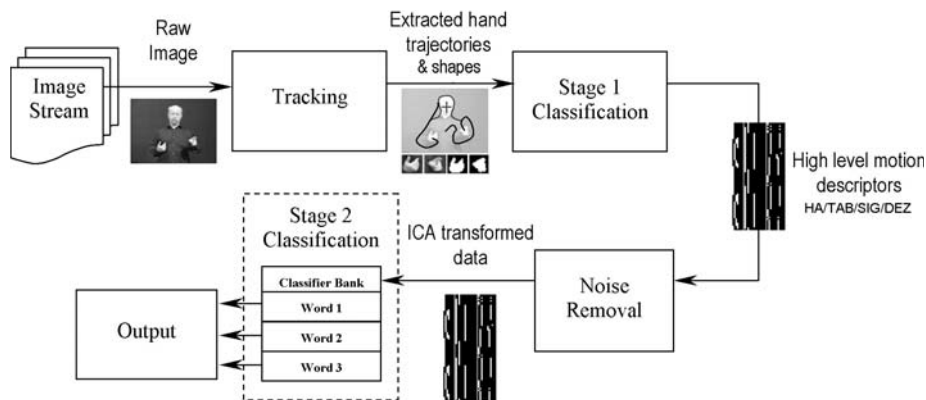 Raw
Image
Extracted hand
trajectories
& shapes
Image
Stream
Tracking
Stage 1
Classification
High level motion
descriptors
HA/TAB/SIG/DEZ
Noise
Removal
ICA transformed
data
Stage 2
Classification
Classifier Bank
Word 1
Word 2
Word 3
Output